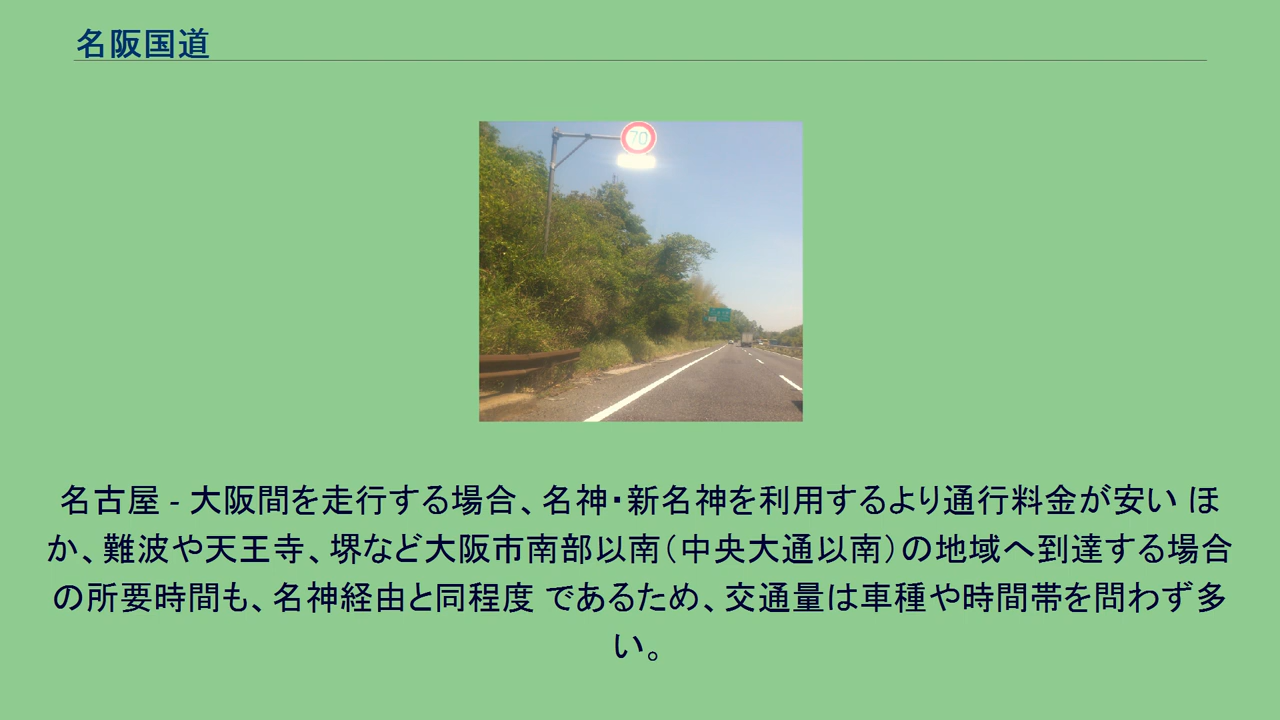 名阪国道
70
名古屋 - 大阪間を走行する場合、名神・新名神を利用するより通行料金が安い ほ
か、難波や天王寺、堺など大阪市南部以南（中央大通以南）の地域へ到達する場合
の所要時間も、名神経由と同程度 であるため、交通量は車種や時間帯を問わず多
い。